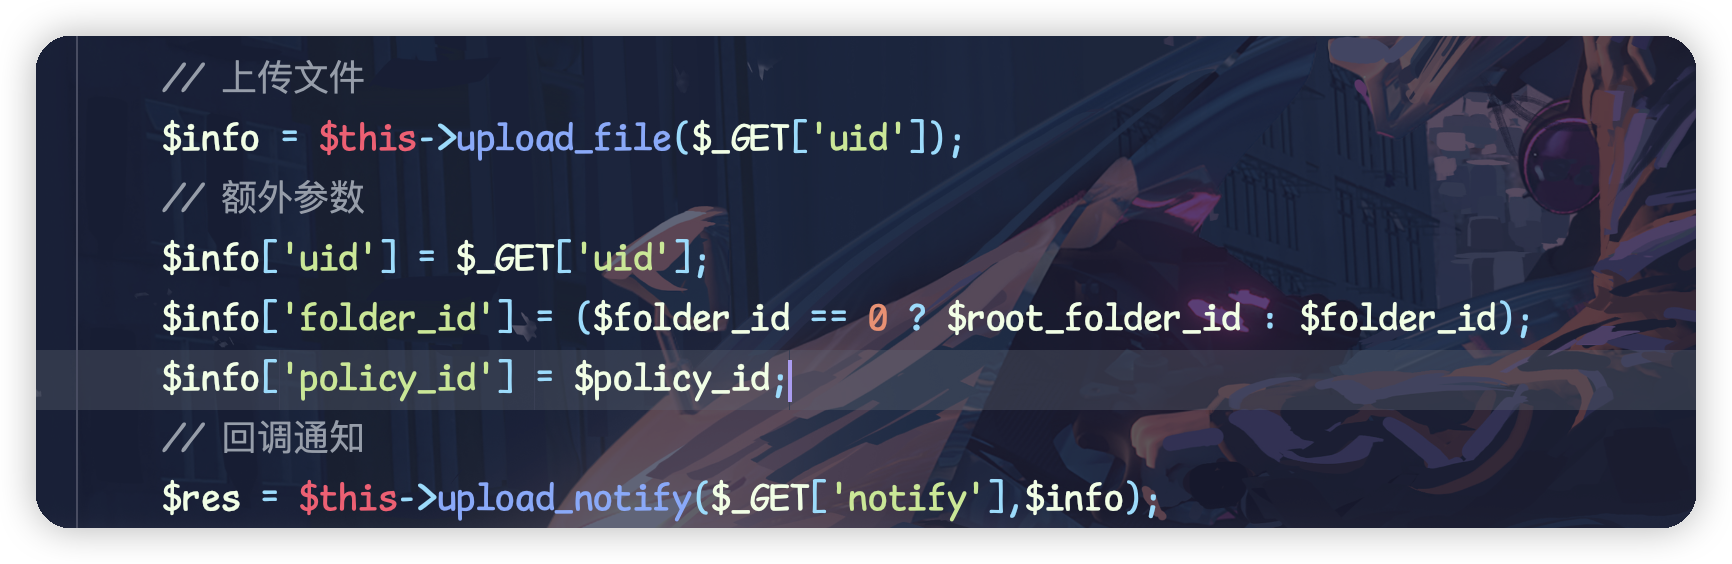 // 上传文件
$info = $this->upload_file($_GET['uid']);
// 额外参数
$info['uid'] = $_GET['uid'];
$info['folder_id'] = ($folder_id == 0 ? $root_folder_id : $folder_id);
$info['policy_id'] = $policy_id;
// 回调通知
$res = $this->upload_notify($_GET['notify'],$info);